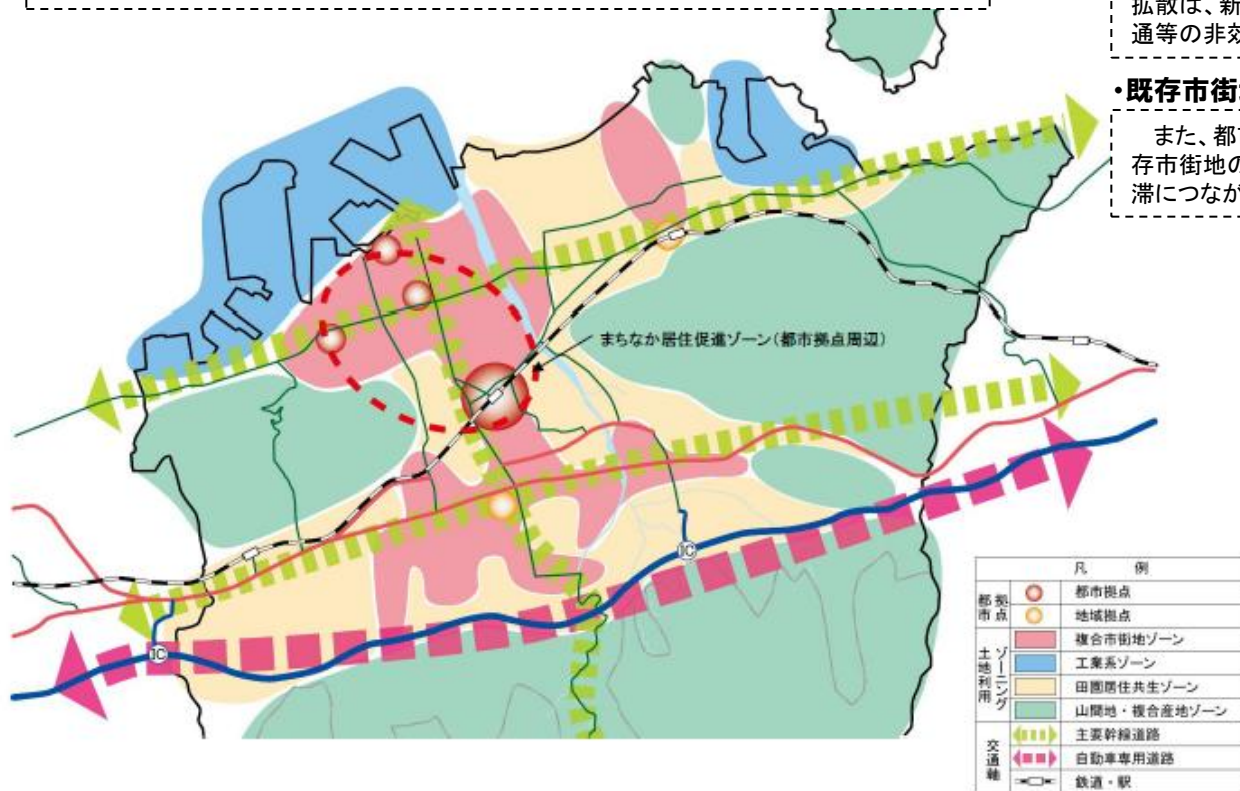 拡散は、新
通等の非効
・既存市街
また、都市
存市街地の
滞につなが
まちなか居住促進ゾーン(都市拠点周辺)
IC
IC
凡 例
都市拠点
都市拠点
地域拠点
土地利用ゾーニング
複合市街地ゾーン
工業系ゾーン
田園居住共生ゾーン
山間地・複合産地ゾーン
交通軸
主要幹線道路
自動車専用道路
鉄道・駅